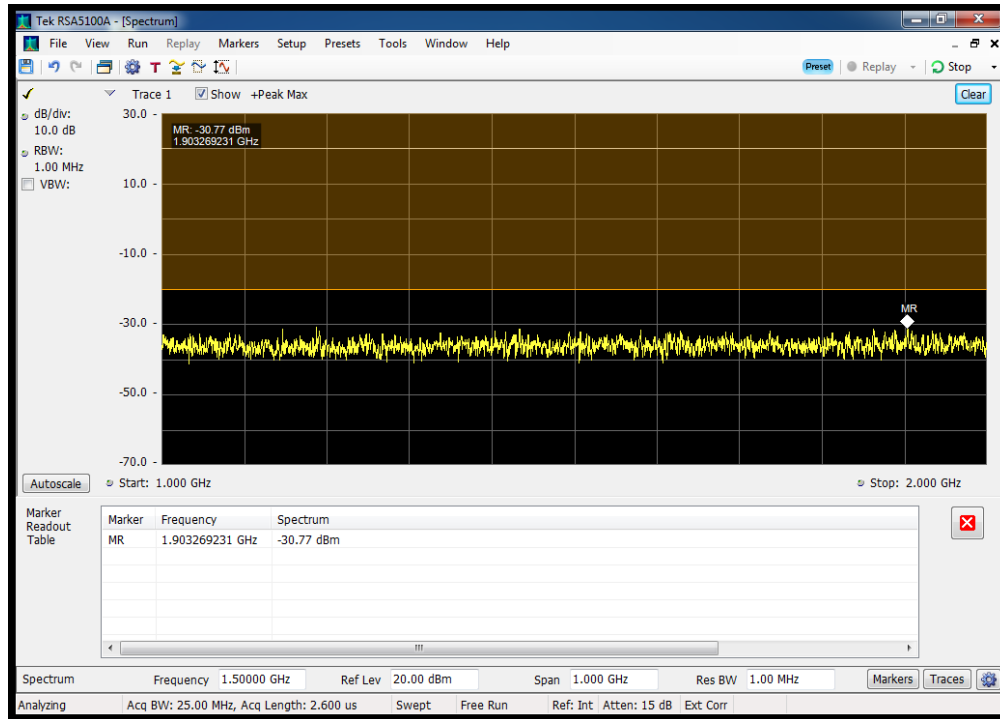 Tek RSA5100A - [Spectrum]
File View Run Replay Markers Setup Presets Tools Window Help
T Preset Replay Stop
Trace 1 Show +Peak Max Clear
dB/div:
10.0 dB
RBW:
1.00 MHz
VBW:
30.0 -
MR: -30.77 dBm
1.903269231 GHz
10.0 -
-10.0 -
MR
-30.0 -
-50.0 -
-70.0 -
Autoscale Start: 1.000 GHz Stop: 2.000 GHz
Marker
Readout
Table
Marker Frequency Spectrum
MR 1.903269231 GHz -30.77 dBm
Spectrum Frequency 1.50000 GHz Ref Lev 20.00 dBm Span 1.000 GHz Res BW 1.00 MHz Markers Traces
Analyzing Acq BW: 25.00 MHz, Acq Length: 2.600 us Swept Free Run Ref: Int Atten: 15 dB Ext Corr